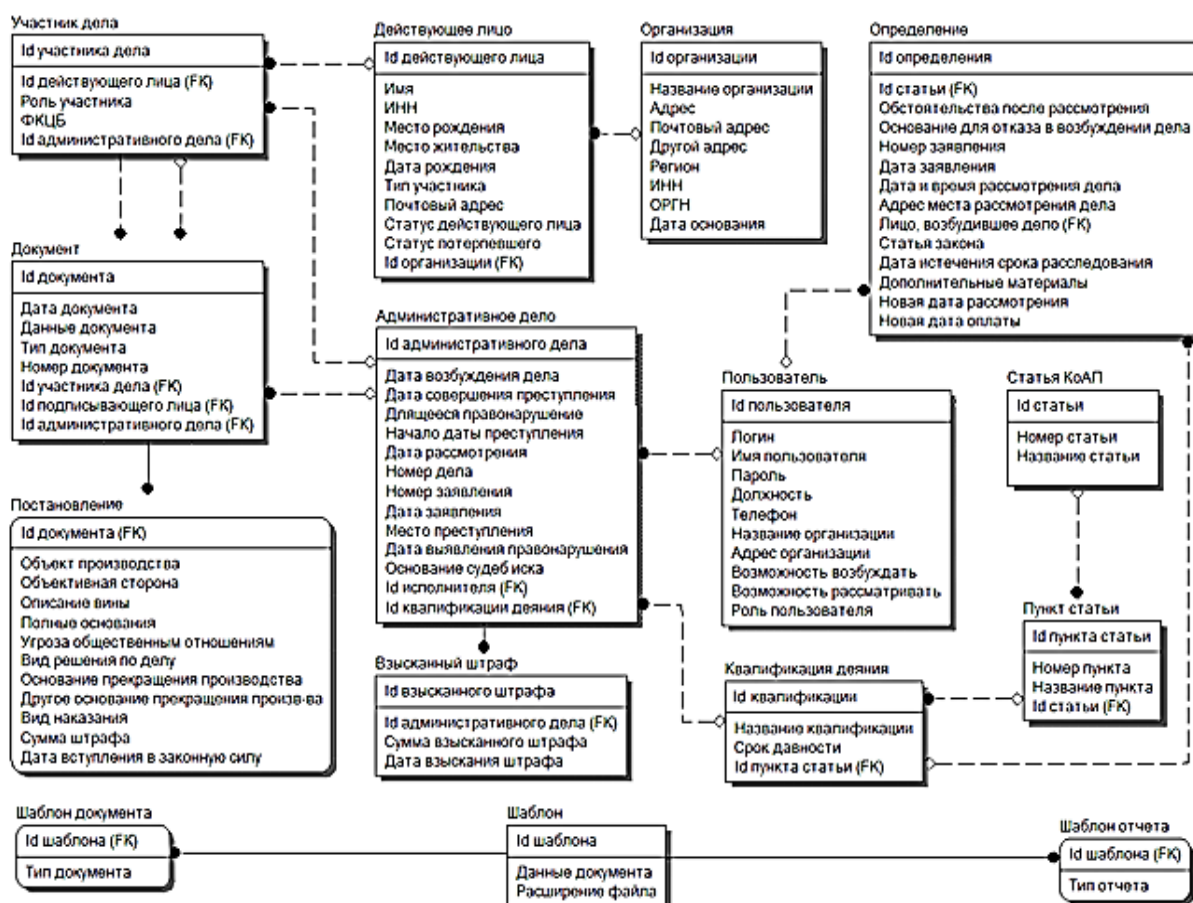 Участник дела
Id участника дела
Id действующего лица (FK)
Роль участника
ФКЦБ
Id административного дела (FK)
Действующее лицо
Id действующего лица
Имя
ИНН
Место рождения
Место жительства
Дата рождения
Тип участника
Почтовый адрес
Статус действующего лица
Статус потерпевшего
Id организации (FK)
Организация
Id организации
Название организации
Адрес
Почтовый адрес
Другой адрес
Регион
ИНН
ОРГН
Дата основания
Определение
Id определения
Id статьи (FK)
Обстоятельства после рассмотрения
Основание для отказа в возбуждении дела
Номер заявления
Дата заявления
Дата и время рассмотрения дела
Адрес места рассмотрения дела
Лицо, возбудившее дело (FK)
Статья закона
Дата истечения срока расследования
Дополнительные материалы
Новая дата рассмотрения
Новая дата оплаты
Документ
Id документа
Дата документа
Данные документа
Тип документа
Номер документа
Id участника дела (FK)
Id подписывающего лица (FK)
Id административного дела (FK)
Административное дело
Id административного дела
Дата возбуждения дела
Дата совершения преступления
Длящееся правонарушение
Начало даты преступления
Дата рассмотрения
Номер дела
Номер заявления
Дата заявления
Место преступления
Дата выявления правонарушения
Основание судеб иска
Id исполнителя (FK)
Id квалификации деяния (FK)
Пользователь
Id пользователя
Логин
Имя пользователя
Пароль
Должность
Телефон
Название организации
Адрес организации
Возможность возбуждать
Возможность рассматривать
Роль пользователя
Статья КоАП
Id статьи
Номер статьи
Название статьи
Постановление
Id документа (FK)
Объект производства
Объективная сторона
Описание вины
Полные основания
Угроза общественным отношениям
Вид решения по делу
Основание прекращения производства
Другое основание прекращения произв-ва
Вид наказания
Сумма штрафа
Дата вступления в законную силу
Взысканный штраф
Id взысканного штрафа
Id административного дела (FK)
Сумма взысканного штрафа
Дата взыскания штрафа
Квалификация деяния
Id квалификации
Название квалификации
Срок давности
Id пункта статьи (FK)
Пункт статьи
Id пункта статьи
Номер пункта
Название пункта
Id статьи (FK)
Шаблон документа
Id шаблона (FK)
Тип документа
Шаблон
Id шаблона
Данные документа
Расширение файла
Шаблон отчета
Id шаблона (FK)
Тип отчета